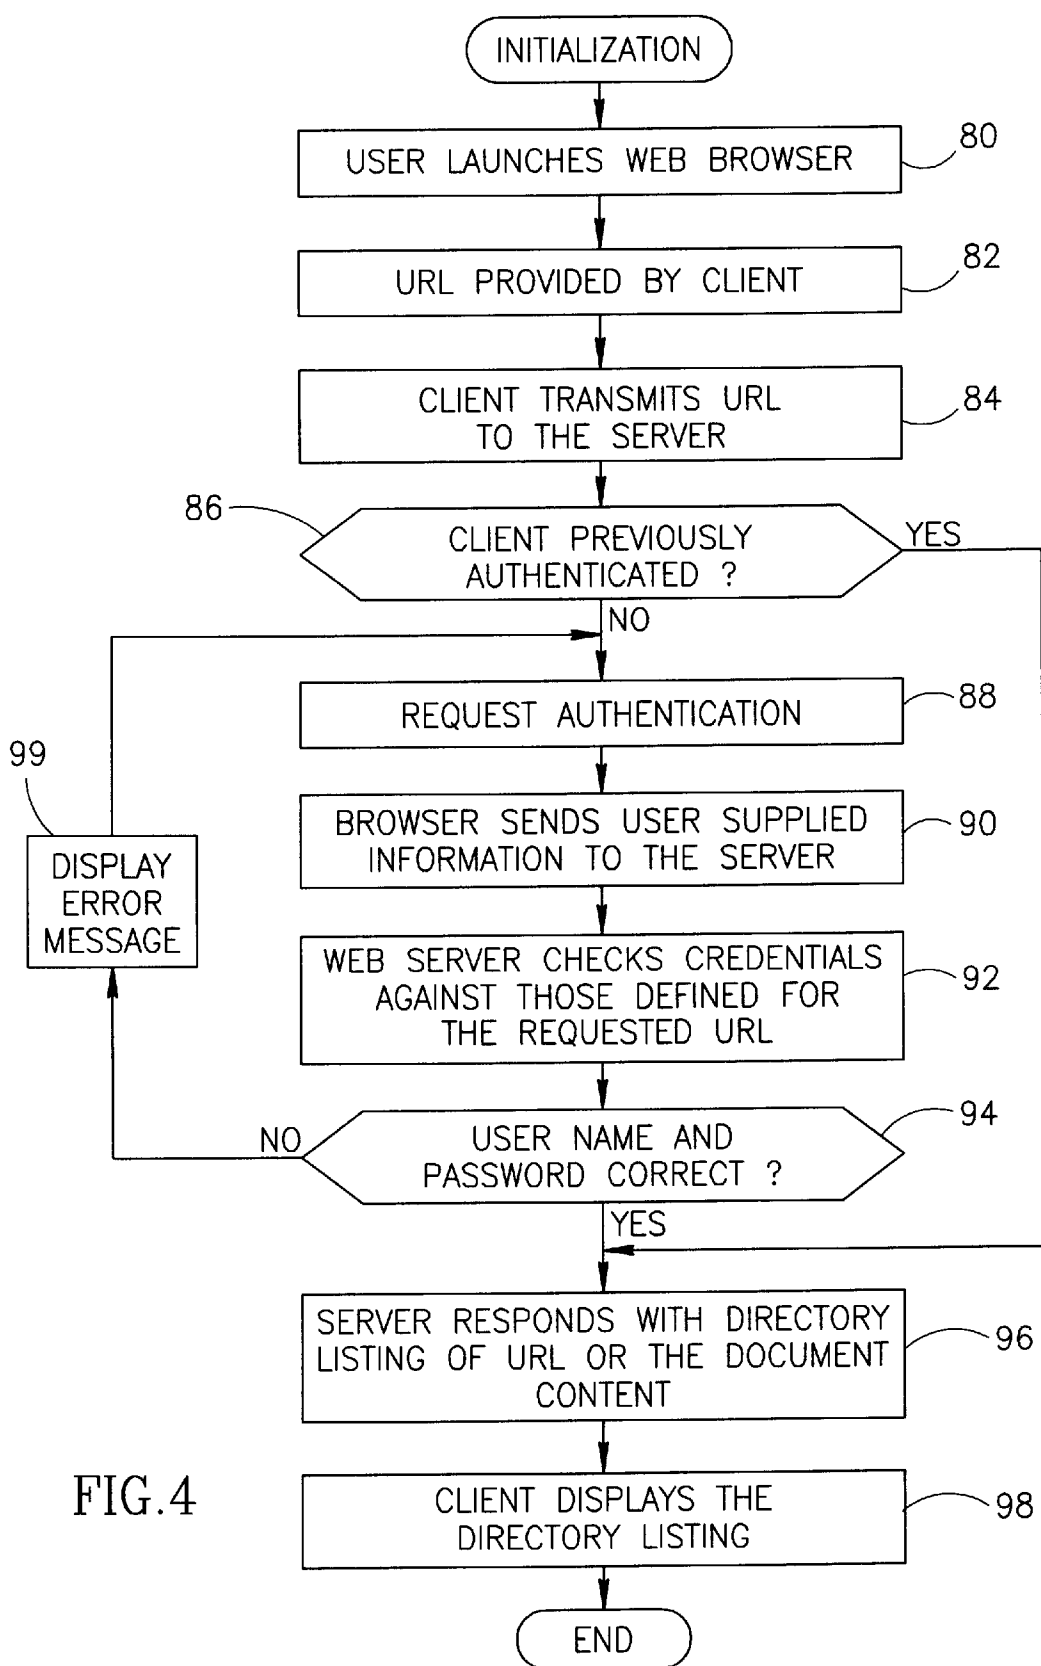 INITIALIZATION
USER LAUNCHES WEB BROWSER
80
URL PROVIDED BY CLIENT
82
CLIENT TRANSMITS URL
TO THE SERVER
84
86
CLIENT PREVIOUSLY
AUTHENTICATED ?
YES
NO
REQUEST AUTHENTICATION
88
99
DISPLAY
ERROR
MESSAGE
BROWSER SENDS USER SUPPLIED
INFORMATION TO THE SERVER
90
WEB SERVER CHECKS CREDENTIALS
AGAINST THOSE DEFINED FOR
THE REQUESTED URL
92
NO
USER NAME AND
PASSWORD CORRECT ?
94
YES
SERVER RESPONDS WITH DIRECTORY
LISTING OF URL OR THE DOCUMENT
CONTENT
96
FIG.4
CLIENT DISPLAYS THE
DIRECTORY LISTING
98
END